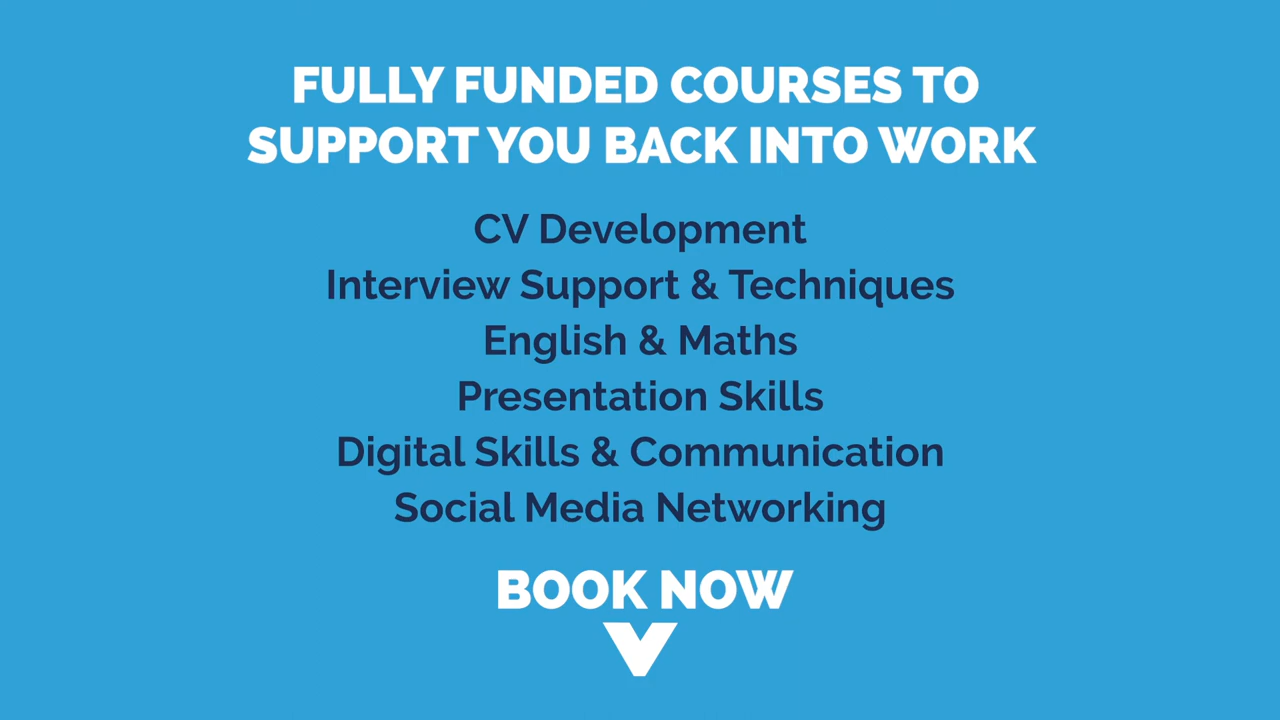 FULLY FUNDED COURSES TO
SUPPORT YOU BACK INTO WORK
CV Development
Interview Support & Techniques
English & Maths
Presentation Skills
Digital Skills & Communication
Social Media Networking
BOOK NOW